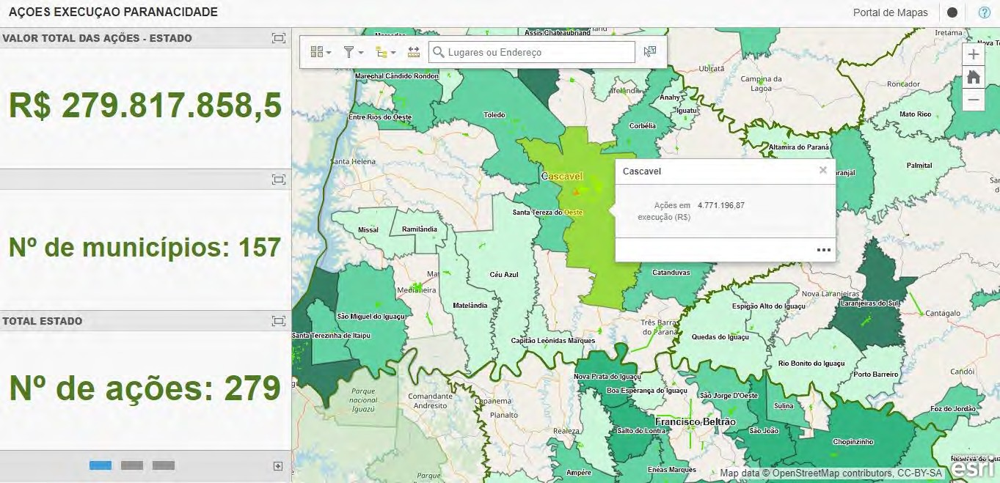 AÇOES EXECUÇAO PARANACIDADE
Portal de Mapas
VALOR TOTAL DAS AÇÕES - ESTADO
R$ 279.817.858,5
Nº de municípios: 157
TOTAL ESTADO
Nº de ações: 279
Lugares ou Endereço
Assis Chateaubriand
Iretama
Marechal Cândido Rondon
Ubiratã
Campina da
Lagoa
Roncador
Anahy
Iguatu
Mato Rico
Entre Rios do Oeste
Toledo
Corbélia
Altamira do Paraná
Santa Helena
Palmital
Cascavel
Cascavel
Ações em
execução (R$)
4.771.196,87
Santa Tereza do Oeste
Missal
Ramilândia
Céu Azul
Catanduvas
Medianeira
Matelândia
Nova Laranjeiras
Laranjeiras do Sul
Espigão Alto do Iguaçu
Cantagalo
São Miguel do Iguaçu
Três Barra
do Paraná
Santa Terezinha de Itaipu
Capitão Leônidas Marques
Quedas do Iguaçu
Rio Bonito do Iguaçu
Porto Barreiro
Candói
Nova Prata do Iguaçu
Boa Esperança do Iguaçu
São Jorge D'Oeste
Sulina
Foz do Jordão
Parque
nacional
Iguazú
Comandante
Andresito
Capanema
Planalto
Realeza
Salto do Lontra
Francisco Beltrão
São João
Chopinzinho
Ampére
Enéas Marques
Parque
Map data © OpenStreetMap contributors, CC-BY-SA
POWERED BY
esri